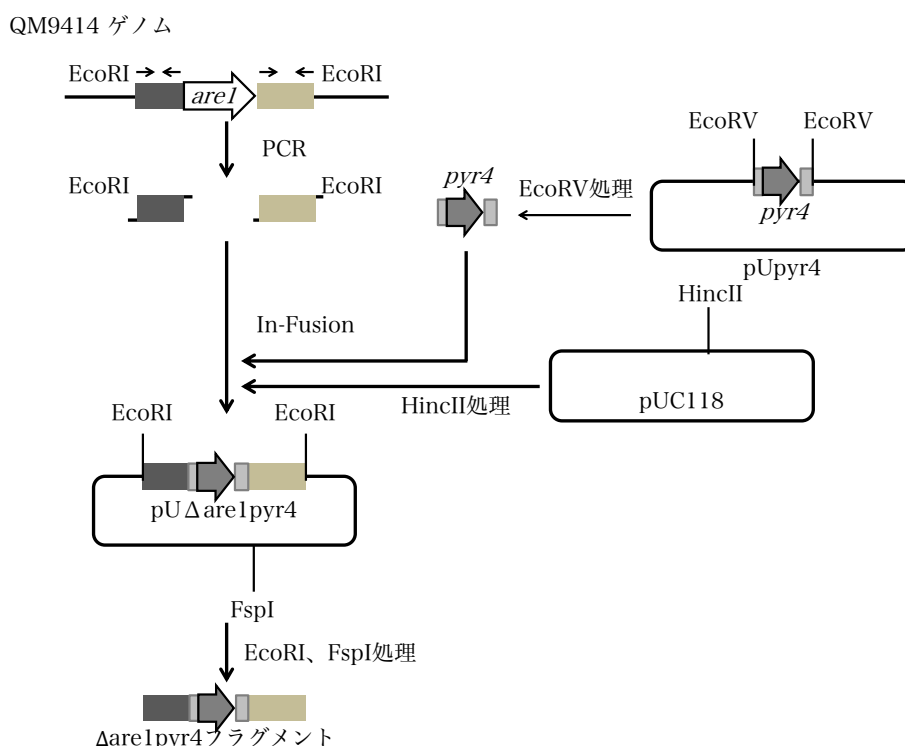 QM9414 ゲノム
EcoRI
are1
EcoRI
PCR
EcoRI
EcoRI
pyr4
EcoRV処理
EcoRV
EcoRV
pyr4
pUpyr4
HincII
In-Fusion
HincII処理
pUC118
EcoRI
EcoRI
pUΔare1pyr4
FspI
EcoRI、FspI処理
Δare1pyr4フラグメント